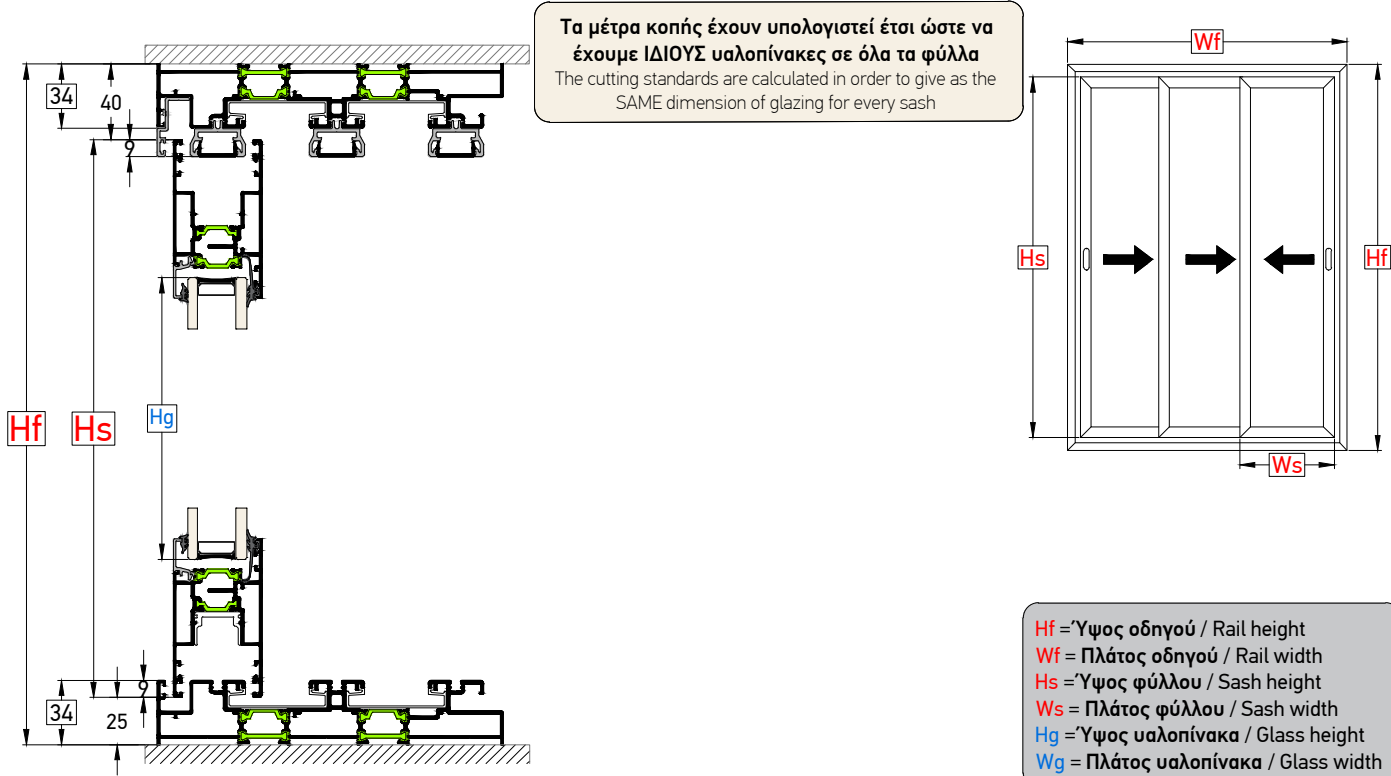 Τα μέτρα κοπής έχουν υπολογιστεί έτσι ώστε να
έχουμε ΙΔΙΟΥΣ υαλοπίνακες σε όλα τα φύλλα
The cutting standards are calculated in order to give as the
SAME dimension of glazing for every sash
34
40
9
Hf
Hs
Hg
9
34
25
Wf
Hs
Hf
Ws
Hf =Ύψος οδηγού / Rail height
Wf = Πλάτος οδηγού / Rail width
Hs =Ύψος φύλλου / Sash height
Ws = Πλάτος φύλλου / Sash width
Hg =Ύψος υαλοπίνακα / Glass height
Wg = Πλάτος υαλοπίνακα / Glass width